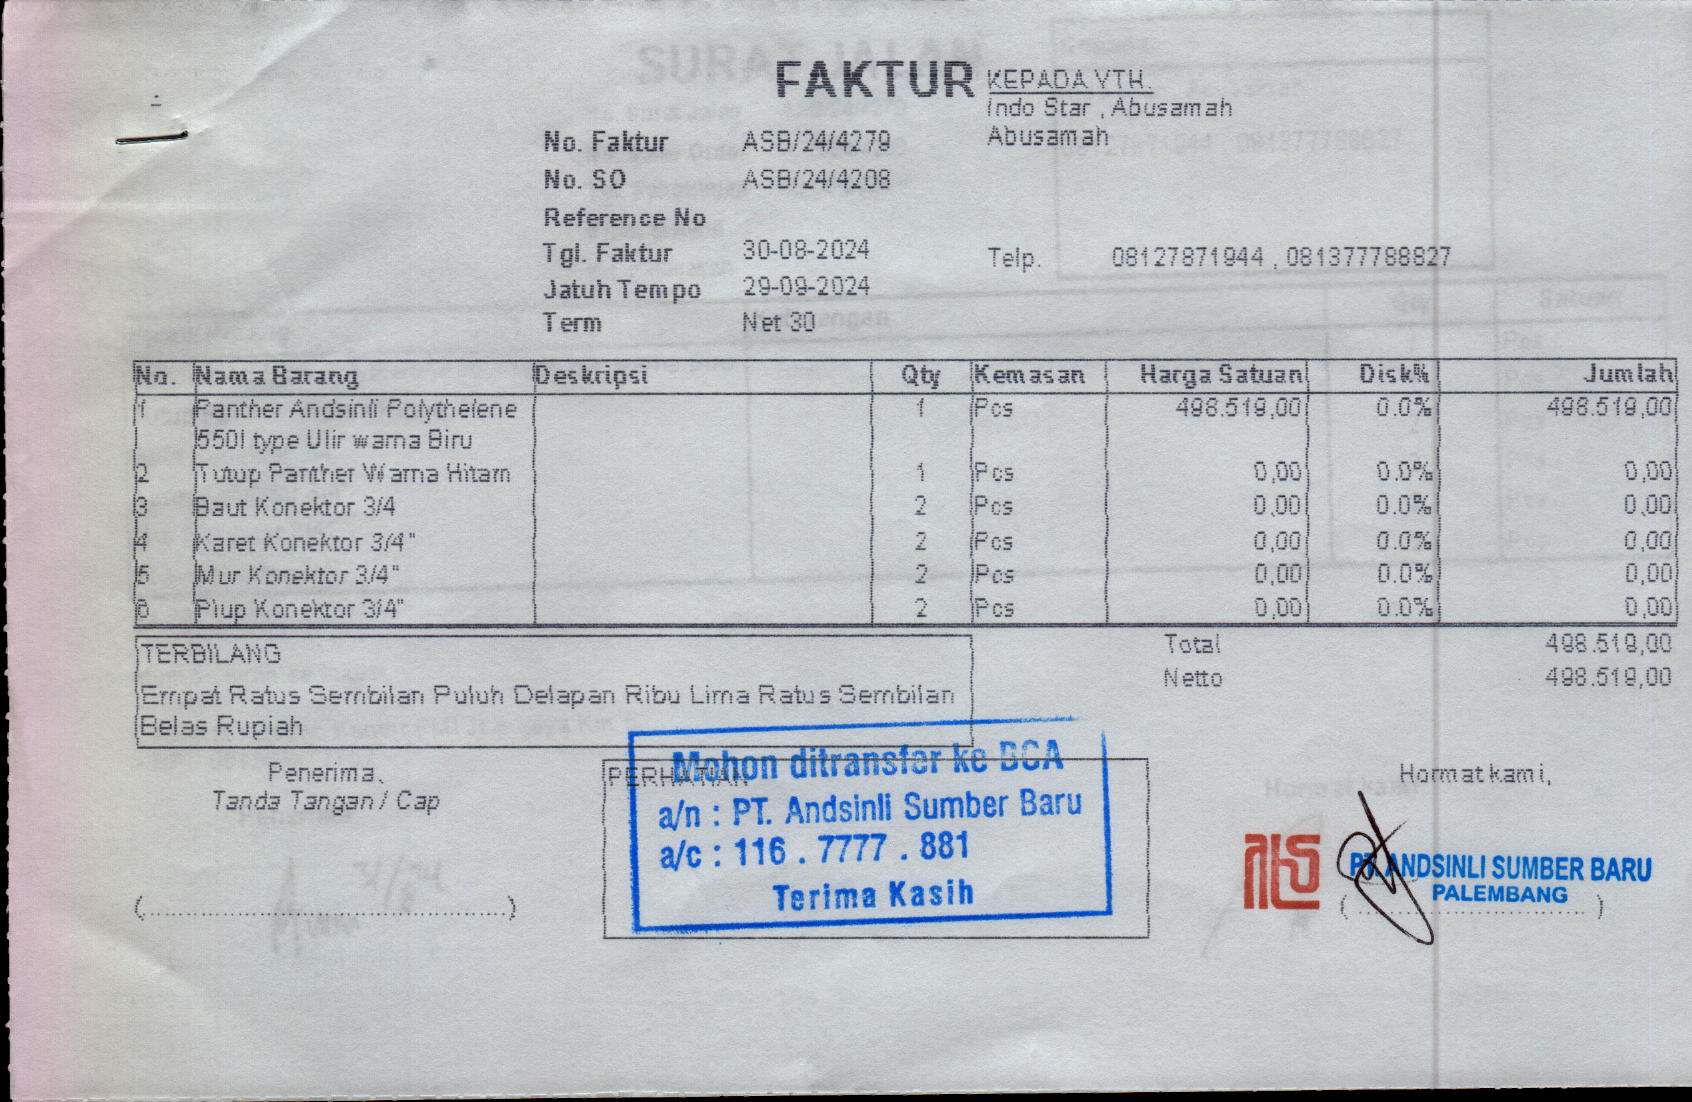 FAKTUR
KEPADA YTH.
Indo Star , Abusamah
Abusamah
No. Faktur ASB/24/4279
No. SO ASB/24/4208
Reference No
Tgl. Faktur 30-08-2024
Telp. 08127871944 , 081377788827
Jatuh Tempo 29-09-2024
Term Net 30
No. Nama Barang Deskripsi Qty Kemasan Harga Satuan Disk% Jumlah
1 Panther Andsinli Polythelene 1 Pcs 498.519,00 0.0% 498.519,00
550l type Ulir warna Biru
2 Tutup Panther Warna Hitam 1 Pcs 0,00 0.0% 0,00
3 Baut Konektor 3/4 2 Pcs 0,00 0.0% 0,00
4 Karet Konektor 3/4" 2 Pcs 0,00 0.0% 0,00
5 Mur Konektor 3/4" 2 Pcs 0,00 0.0% 0,00
6 Plup Konektor 3/4" 2 Pcs 0,00 0.0% 0,00
Total 498.519,00
Netto 498.519,00
TERBILANG
Empat Ratus Sembilan Puluh Delapan Ribu Lima Ratus Sembilan
Belas Rupiah
Penerima,
Tanda Tangan / Cap
(....................................................)
PERHATIAN
Mohon ditransfer ke BCA
a/n : PT. Andsinli Sumber Baru
a/c : 116 . 7777 . 881
Terima Kasih
Hormat kami,
PT. ANDSINLI SUMBER BARU
PALEMBANG
(....................................)